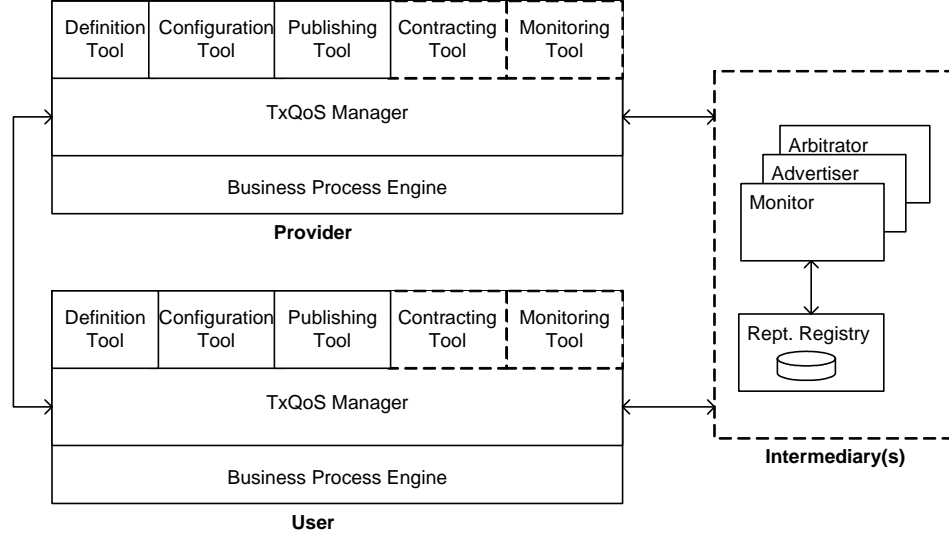 Definition
Tool
Configuration
Tool
Publishing
Tool
Contracting
Tool
Monitoring
Tool
TxQoS Manager
Business Process Engine
Provider
Arbitrator
Advertiser
Monitor
Rept. Registry
Intermediary(s)
Definition
Tool
Configuration
Tool
Publishing
Tool
Contracting
Tool
Monitoring
Tool
TxQoS Manager
Business Process Engine
User